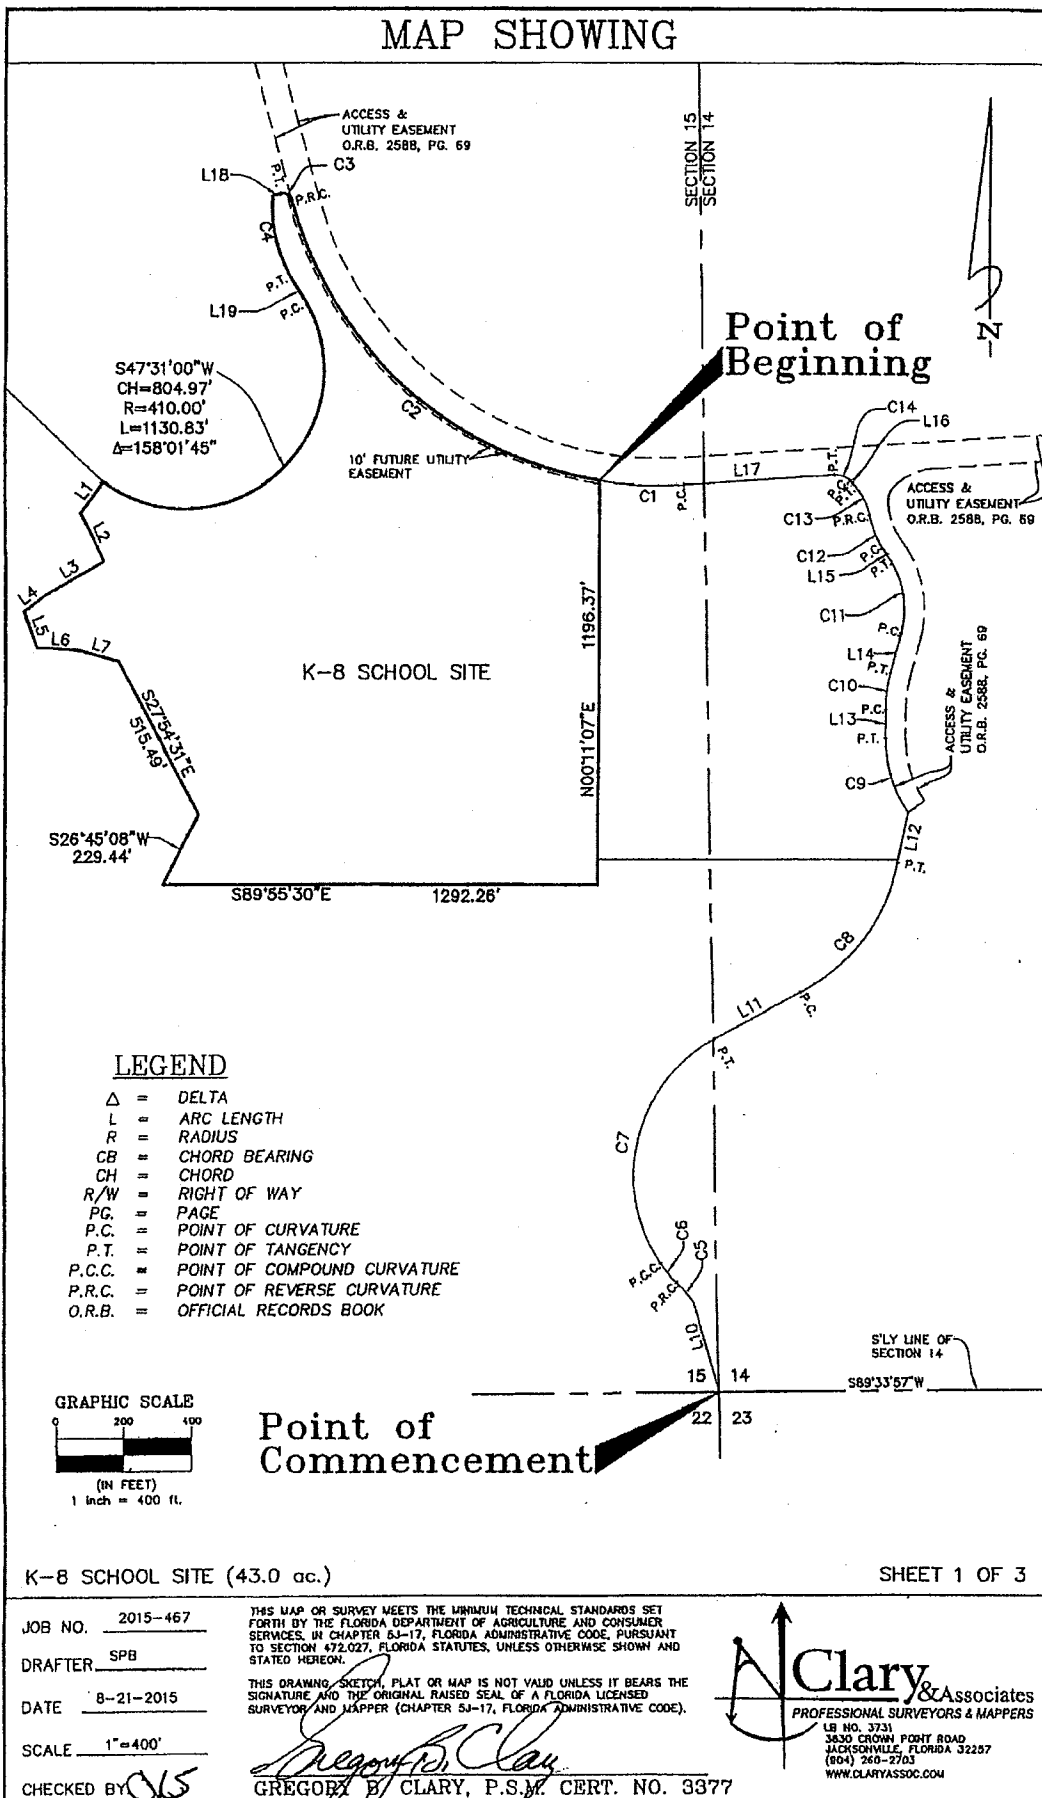 MAP SHOWING
ACCESS &
UTILITY EASEMENT
O.R.B. 2588, PG. 69
C3
L18
P.T.
P.R.C.
C4
P.T.
L19
P.C.
SECTION 15
SECTION 14
N
Point of
Beginning
S47°31'00"W
CH=804.97'
R=410.00'
L=1130.83'
Δ=158°01'45"
C2
10' FUTURE UTILITY
EASEMENT
C1
P.C.
L17
P.T.
C14
L16
P.C.
P.T.
ACCESS &
UTILITY EASEMENT
O.R.B. 2588, PG. 69
C13
P.R.C.
C12
P.C.
L15
P.T.
C11
P.C.
L14
P.T.
C10
P.C.
L13
P.T.
C9
ACCESS &
UTILITY EASEMENT
O.R.B. 2588, PG. 69
L1
L2
L3
L4
L5
L6
L7
K-8 SCHOOL SITE
1196.37'
N00°11'07"E
S27°54'31"E
515.49'
S26°45'08"W
229.44'
S89°55'30"E
1292.26'
L12
P.T.
C8
L11
P.C.
P.T.
C7
C6
C5
P.C.C.
P.R.C.
L10
LEGEND
Δ = DELTA
L = ARC LENGTH
R = RADIUS
CB = CHORD BEARING
CH = CHORD
R/W = RIGHT OF WAY
PG. = PAGE
P.C. = POINT OF CURVATURE
P.T. = POINT OF TANGENCY
P.C.C. = POINT OF COMPOUND CURVATURE
P.R.C. = POINT OF REVERSE CURVATURE
O.R.B. = OFFICIAL RECORDS BOOK
S'LY LINE OF
SECTION 14
S89°33'57"W
15 14
22 23
GRAPHIC SCALE
0 200 400
(IN FEET)
1 inch = 400 ft.
Point of
Commencement
K-8 SCHOOL SITE (43.0 ac.)
SHEET 1 OF 3
JOB NO. 2015-467
DRAFTER SPB
DATE 8-21-2015
SCALE 1"=400'
CHECKED BY
THIS MAP OR SURVEY MEETS THE MINIMUM TECHNICAL STANDARDS SET
FORTH BY THE FLORIDA DEPARTMENT OF AGRICULTURE AND CONSUMER
SERVICES, IN CHAPTER 5J-17, FLORIDA ADMINISTRATIVE CODE, PURSUANT
TO SECTION 472.027, FLORIDA STATUTES, UNLESS OTHERWISE SHOWN AND
STATED HEREON.
THIS DRAWING, SKETCH, PLAT OR MAP IS NOT VALID UNLESS IT BEARS THE
SIGNATURE AND THE ORIGINAL RAISED SEAL OF A FLORIDA LICENSED
SURVEYOR AND MAPPER (CHAPTER 5J-17, FLORIDA ADMINISTRATIVE CODE).
Gregory B. Clary
GREGORY B. CLARY, P.S.M. CERT. NO. 3377
Clary
& Associates
PROFESSIONAL SURVEYORS & MAPPERS
LB NO. 3731
3830 CROWN POINT ROAD
JACKSONVILLE, FLORIDA 32257
(904) 260-2703
WWW.CLARYASSOC.COM